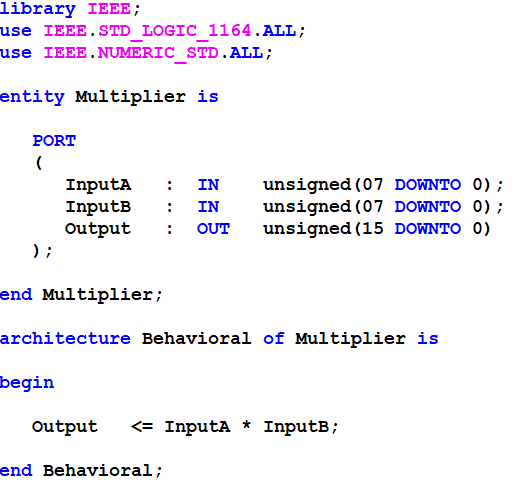 library IEEE;
use IEEE.STD_LOGIC_1164.ALL;
use IEEE.NUMERIC_STD.ALL;
entity Multiplier is
PORT
(
InputA : IN unsigned(07 DOWNTO 0);
InputB : IN unsigned(07 DOWNTO 0);
Output : OUT unsigned(15 DOWNTO 0)
);
end Multiplier;
architecture Behavioral of Multiplier is
begin
Output <= InputA * InputB;
end Behavioral;